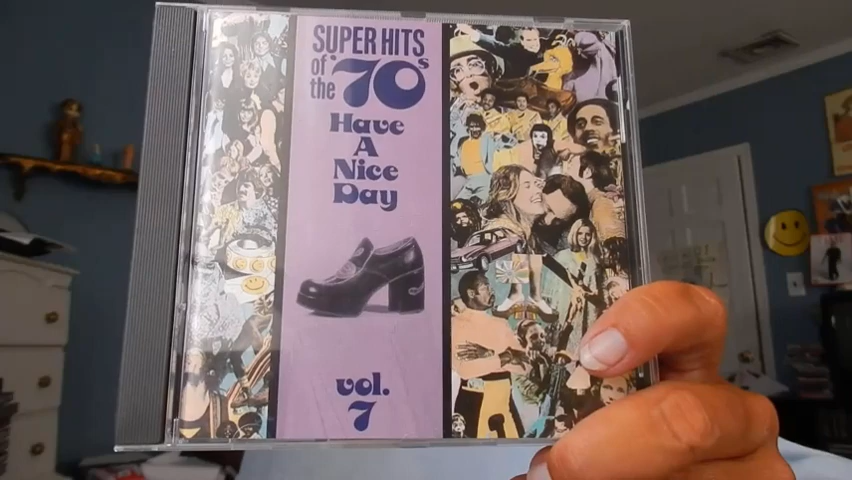 SUPER HITS
of the '70s
Have
A
Nice
Day
vol.
7